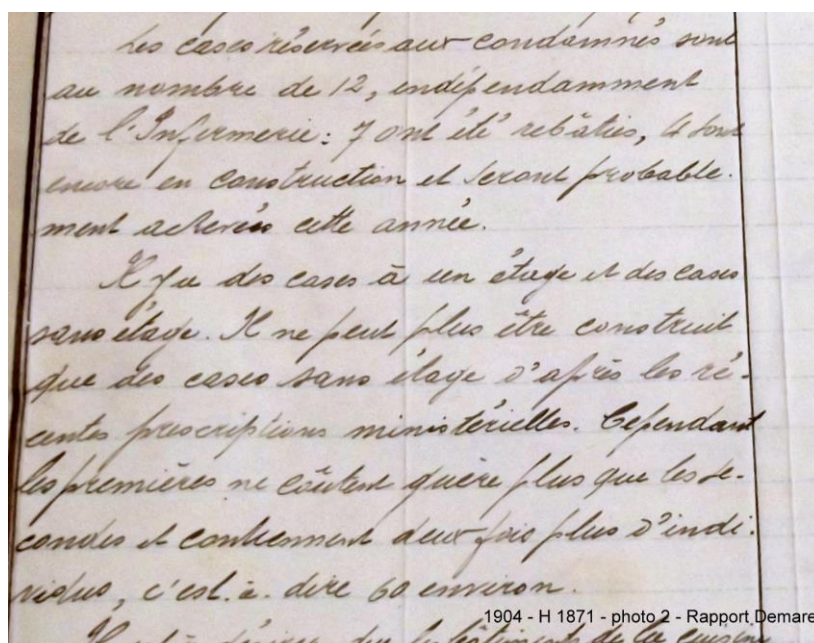 Les cases réservées aux condamnés sont
au nombre de 12, indépendamment
de l'Infirmerie : 7 ont été rebâties, 4 sont
encore en construction et seront probable-
ment achevées cette année.
Il y a des cases à un étage et des cases
sans étage. Il ne peut plus être construit
que des cases sans étage d'après les ré-
centes prescriptions ministérielles. Cependant
les premières ne coûtent guère plus que les se-
condes et contiennent deux fois plus d'indi-
vidus, c'est-à-dire 60 environ.
1904 - H 1871 - photo 2 - Rapport Demare
bâtiments de la cuisine